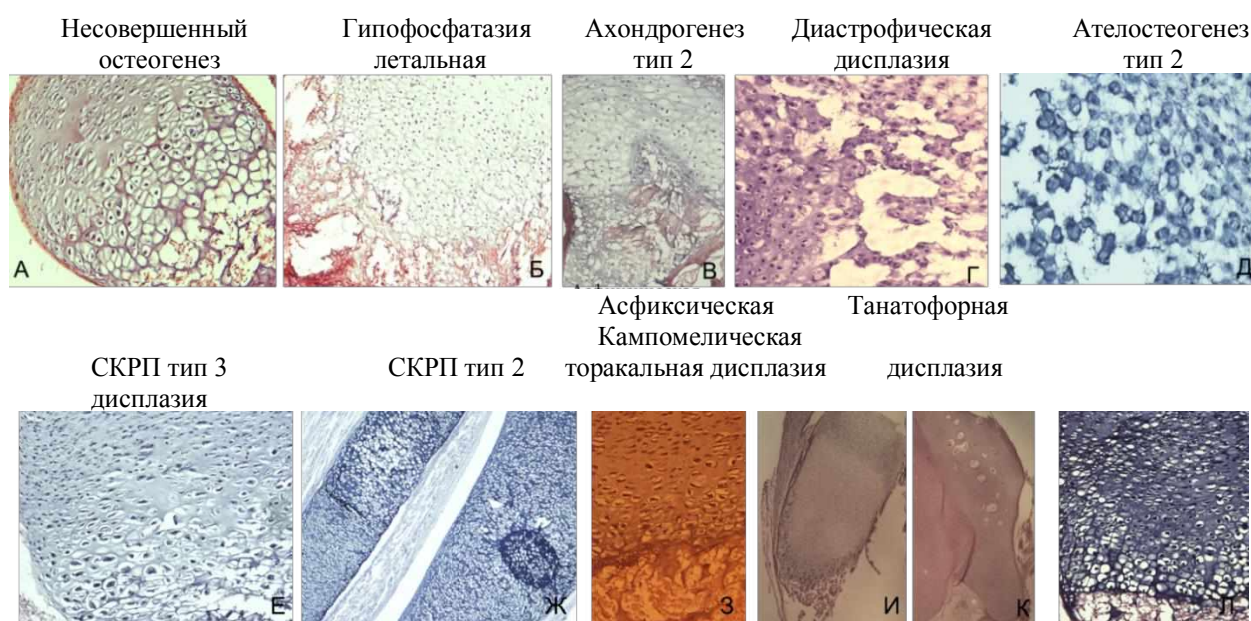 Несовершенный остеогенез
Гипофосфатазия летальная
Ахондрогенез тип 2
Диастрофическая дисплазия
Ателостеогенез тип 2
А
Б
В
Г
Д
Асфиксическая Танатофорная
Кампомелическая
СКРП тип 3 СКРП тип 2 торакальная дисплазия дисплазия
дисплазия
Е
Ж
З
И
К
Л